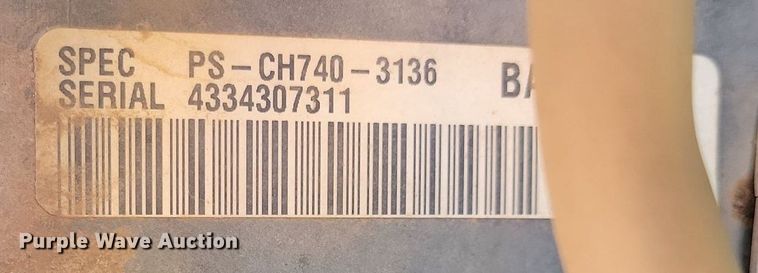 SPEC PS-CH740-3136
SERIAL 4334307311
Purple Wave Auction